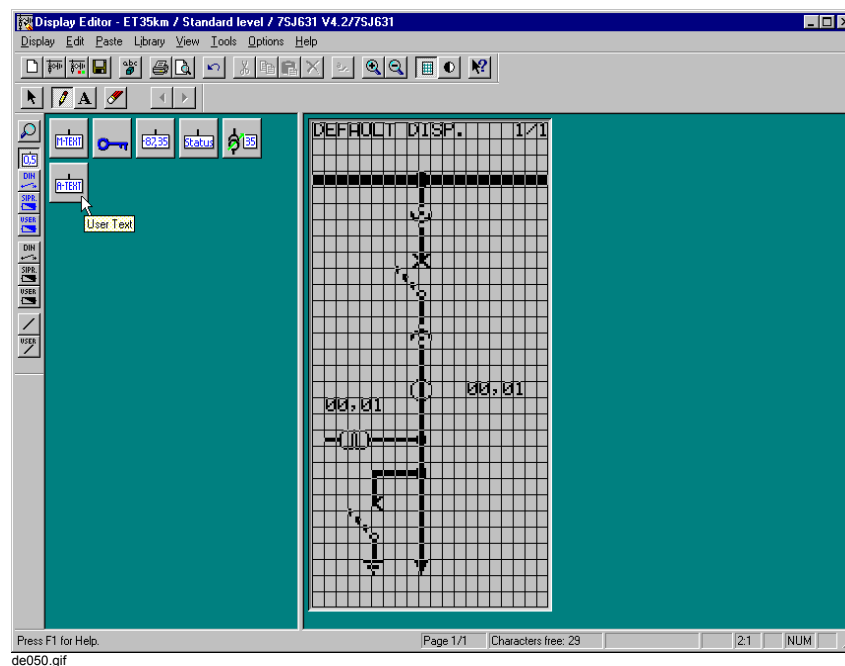 Display Editor - ET35km / Standard level / 7SJ631 V4.2/7SJ631
Display Edit Paste Library View Tools Options Help
abc
A
M-TEXT -87,35 Status 35
0,5
DIN
A-TEXT
SIPR.
USER
User Text
DIN
SIPR.
USER
USER
DEFAULT DISP. 1/1
00,01
00,01
Press F1 for Help. Page 1/1 Characters free: 29 2:1 NUM
de050.gif